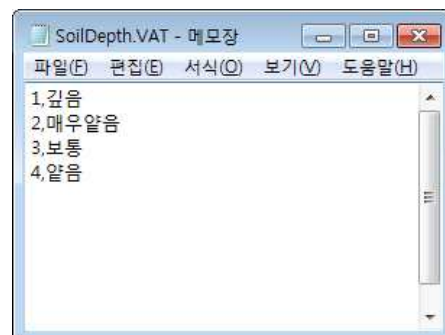 SoilDepth.VAT - 메모장
파일(F) 편집(E) 서식(O) 보기(V) 도움말(H)
1,깊음
2,매우얕음
3,보통
4,얕음